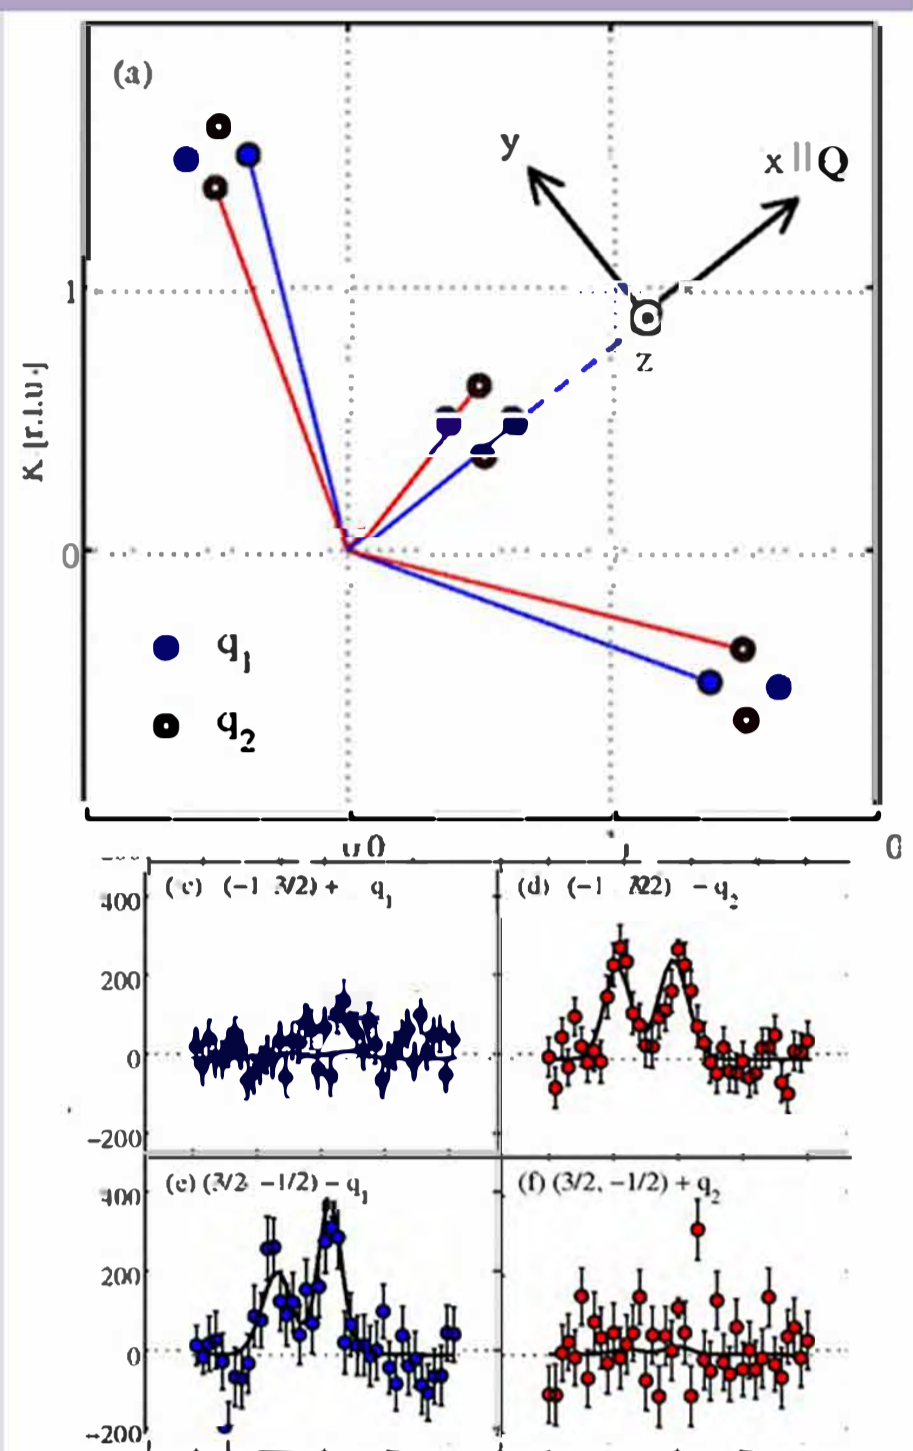 (a)
y
x || Q
1
z
K [r.l.u.]
0
q1
q2
0
400
(c) (-1 3/2) + q1
(d) (-1 ) − q2
200
0
−200
400
(e) (3/2 −1/2) − q1
(f) (3/2, −1/2) + q2
200
0
−200